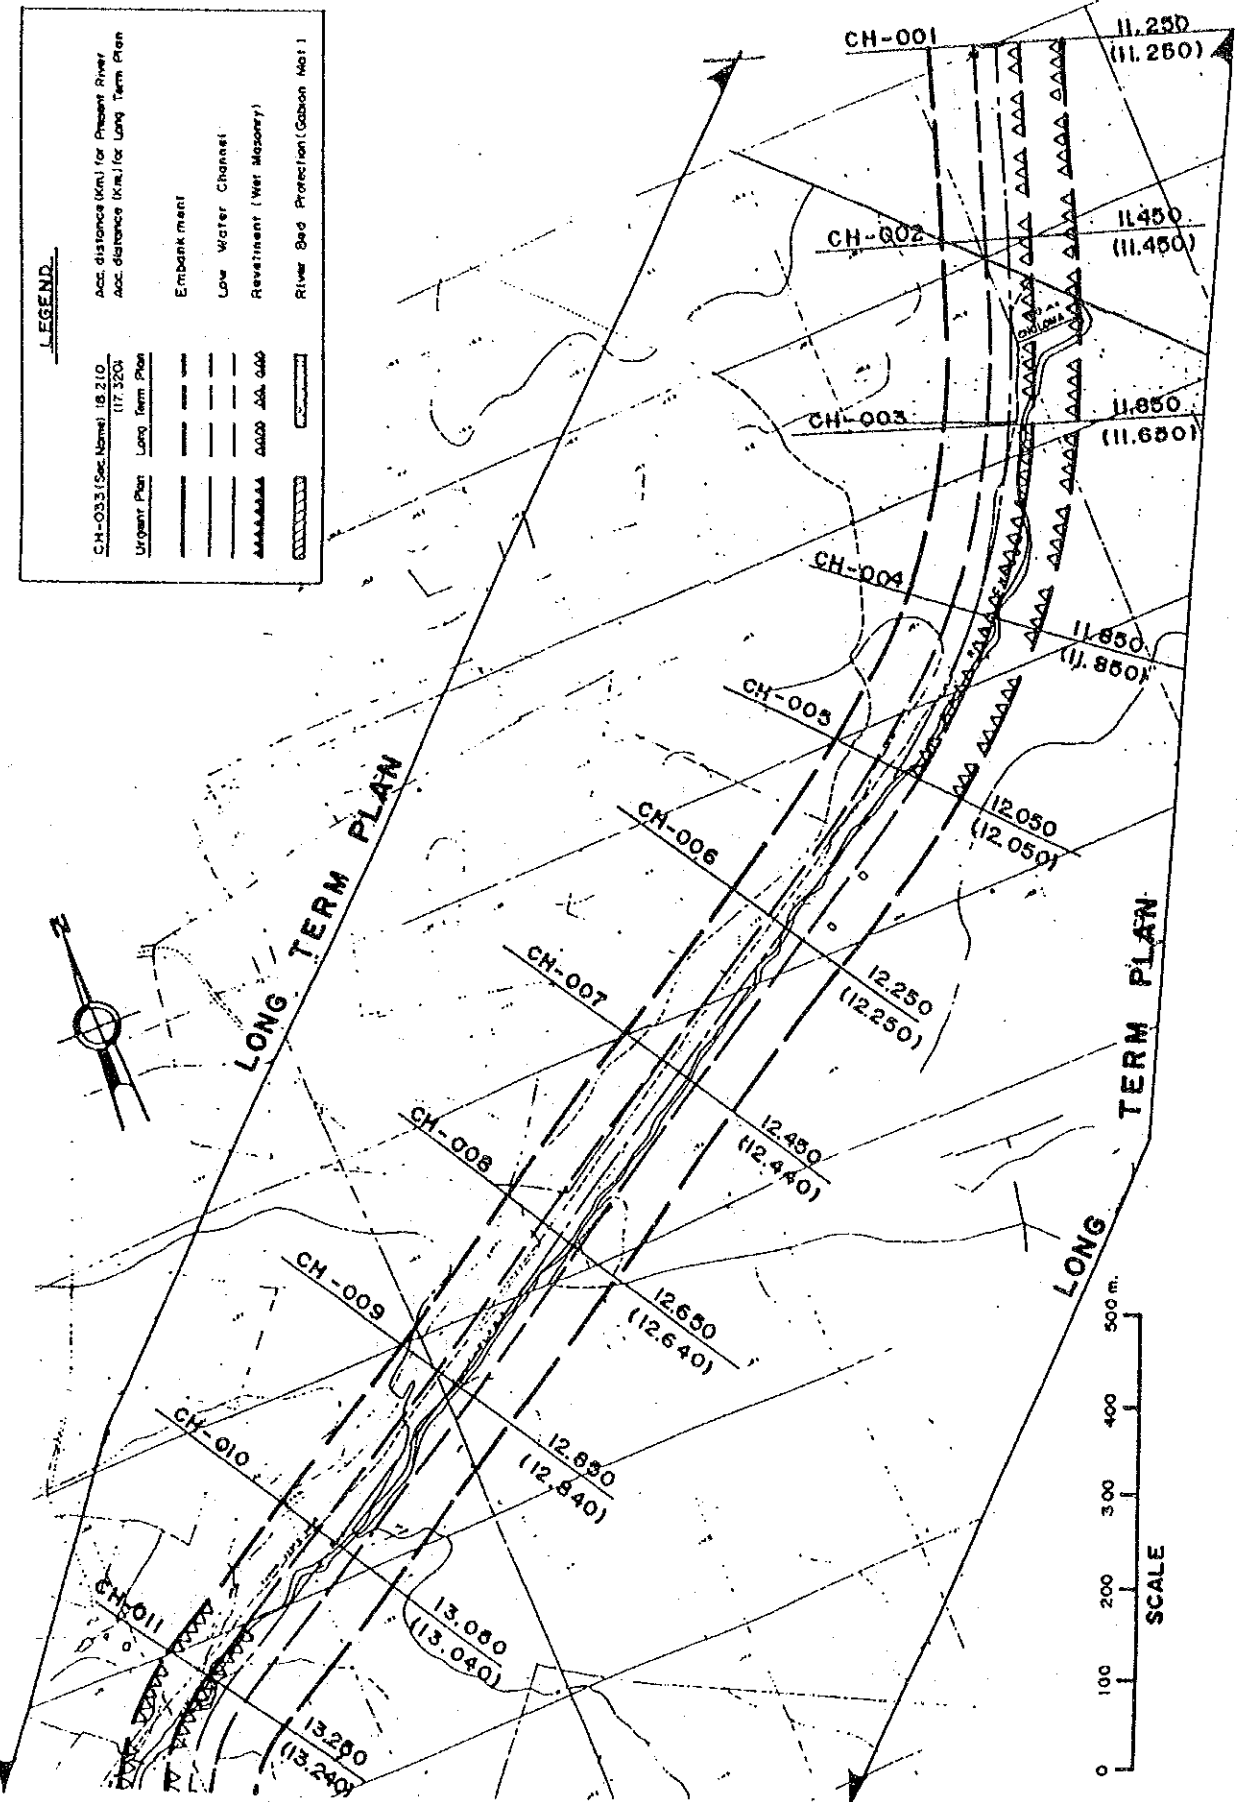 LEGEND
CH-033 (Sec. Name) 18.210 Acc. distance (Km.) for Present River
(17.320) Acc. distance (Km.) for Long Term Plan
Urgent Plan Long Term Plan
Embankment
Low Water Channel
Revetment (Wet Masonry)
River Bed Protection (Gabion Mat)
CH-001
11.250
(11.250)
CH-002
11.450
(11.450)
CHOLOMA
CH-003
11.650
(11.650)
CH-004
11.850
(11.850)
CH-005
12.050
(12.050)
CH-006
12.250
(12.250)
CH-007
12.450
(12.440)
CH-008
12.650
(12.640)
CH-009
12.850
(12.840)
CH-010
13.050
(13.040)
CH-011
13.250
(13.240)
LONG TERM PLAN
LONG TERM PLAN
N
0 100 200 300 400 500 m.
SCALE